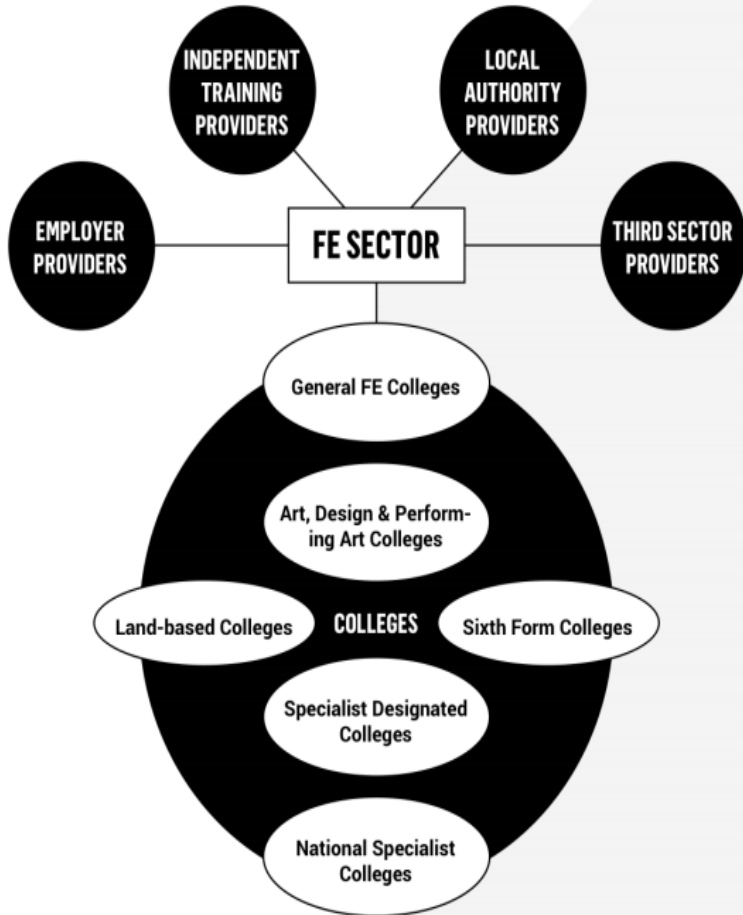 INDEPENDENT
TRAINING
PROVIDERS
LOCAL
AUTHORITY
PROVIDERS
EMPLOYER
PROVIDERS
FE SECTOR
THIRD SECTOR
PROVIDERS
General FE Colleges
Art, Design & Perform-
ing Art Colleges
Land-based Colleges
COLLEGES
Sixth Form Colleges
Specialist Designated
Colleges
National Specialist
Colleges